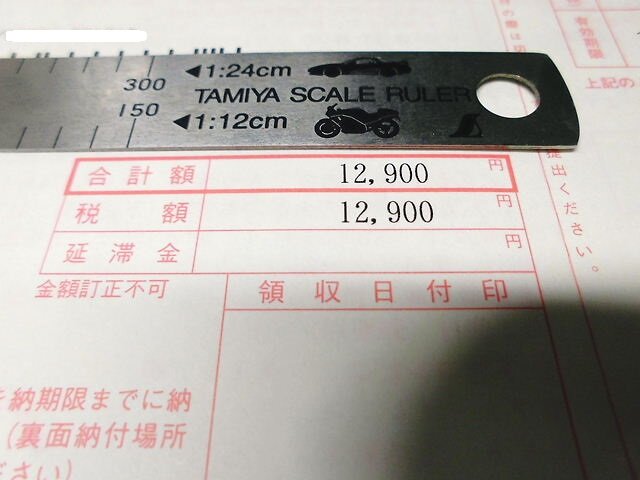 有効期限
上記の
300 ◀1:24cm
TAMIYA SCALE RULER
150 ◀1:12cm
提出ください。
合計額 12,900 円
税額 12,900 円
延滞金 円
金額訂正不可
領収日付印
納期限までに納
(裏面納付場所
ださい)